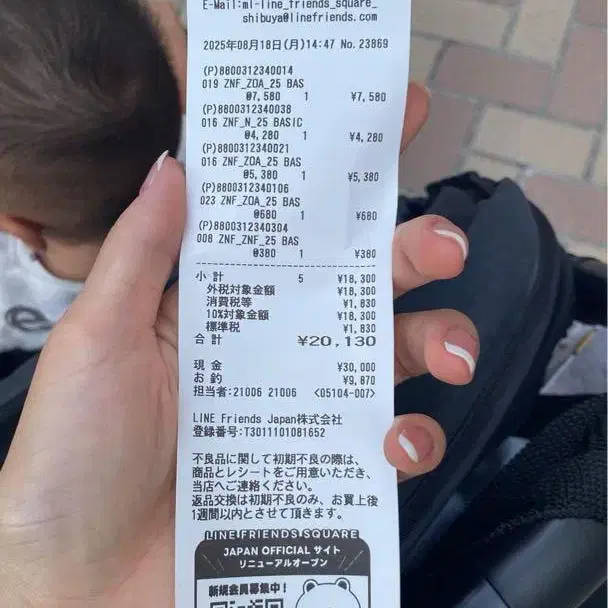 E-Mail:ml-line_friends_square_
shibuya@linefriends.com
2025年08月18日(月)14:47 No.23869
(P)8800312340014
019 ZNF_ZOA_25 BAS
@7,580 1 ¥7,580
(P)8800312340038
016 ZNF_N_25 BASIC
@4,280 1 ¥4,280
(P)8800312340021
016 ZNF_ZOA_25 BAS
@5,380 1 ¥5,380
(P)8800312340106
023 ZNF_ZOA_25 BAS
@680 1 ¥680
(P)8800312340304
008 ZNF_ZNF_25 BAS
@380 1 ¥380
小 計 5 ¥18,300
外税対象金額 ¥18,300
消費税等 ¥1,830
10%対象金額 ¥18,300
標準税 ¥1,830
合 計 ¥20,130
現 金 ¥30,000
お 釣 ¥9,870
担当者:21006 21006 <05104-007>
LINE Friends Japan株式会社
登録番号:T3011101081652
不良品に関して初期不良の際は、
商品とレシートをご用意いただき、
当店へご連絡ください。
返品交換は初期不良のみ、お買上後
1週間以内とさせて頂きます。
LINE FRIENDS SQUARE
JAPAN OFFICIAL サイト
リニューアルオープン
新規会員募集中!